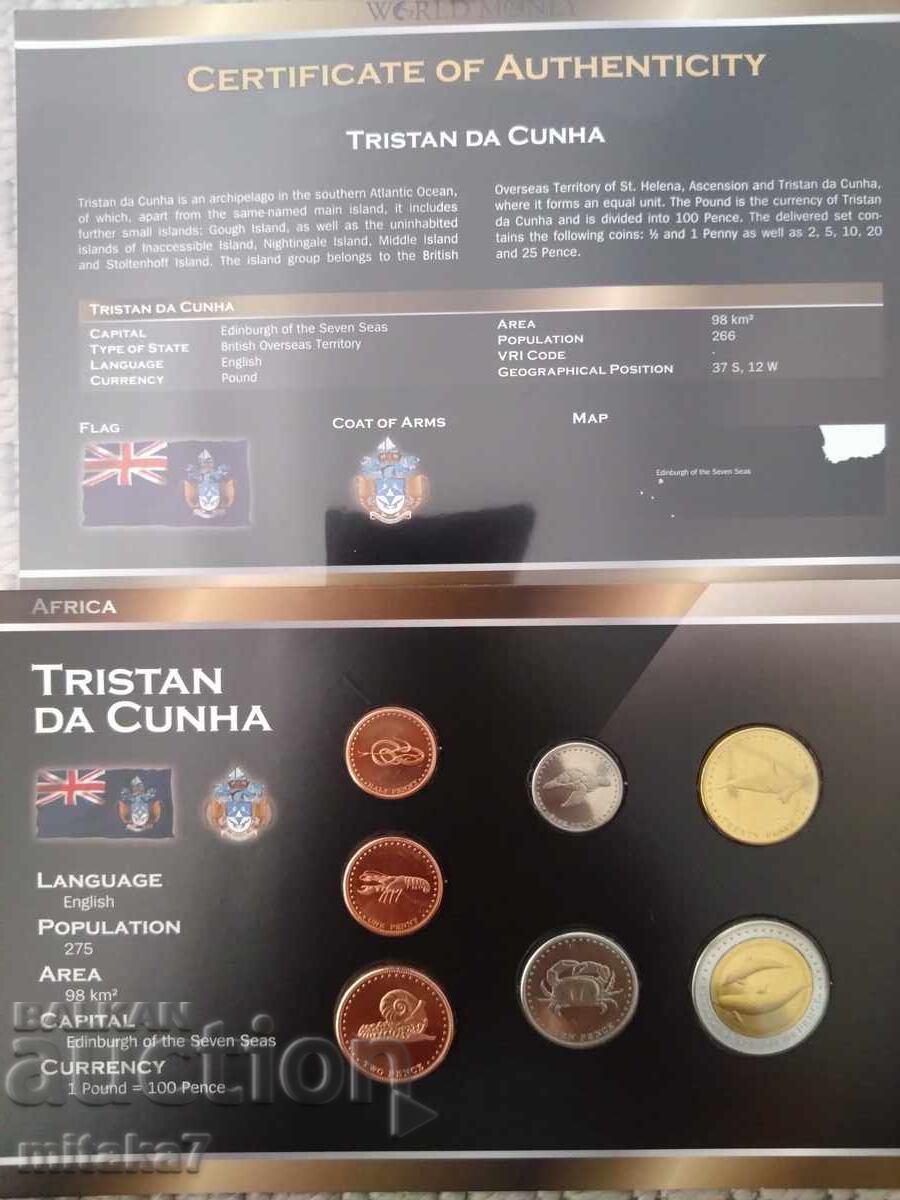 WORLD MONEY
CERTIFICATE OF AUTHENTICITY
TRISTAN DA CUNHA
Tristan da Cunha is an archipelago in the southern Atlantic Ocean,
of which, apart from the same-named main island, it includes
further small islands: Gough Island, as well as the uninhabited
islands of Inaccessible Island, Nightingale Island, Middle Island
and Stoltenhoff Island. The island group belongs to the British
Overseas Territory of St. Helena, Ascension and Tristan da Cunha,
where it forms an equal unit. The Pound is the currency of Tristan
da Cunha and is divided into 100 Pence. The delivered set con-
tains the following coins: ½ and 1 Penny as well as 2, 5, 10, 20
and 25 Pence.
TRISTAN DA CUNHA
CAPITAL Edinburgh of the Seven Seas
TYPE OF STATE British Overseas Territory
LANGUAGE English
CURRENCY Pound
AREA 98 km²
POPULATION 266
VRI CODE -
GEOGRAPHICAL POSITION 37 S, 12 W
FLAG
COAT OF ARMS
MAP
Edinburgh of the Seven Seas
AFRICA
TRISTAN
DA CUNHA
LANGUAGE
English
POPULATION
275
AREA
98 km²
CAPITAL
Edinburgh of the Seven Seas
CURRENCY
1 Pound = 100 Pence
HALF PENNY
ONE PENNY
TWO PENCE
FIVE PENCE
TEN PENCE
TWENTY PENCE
BALKAN
auction
mitaka7